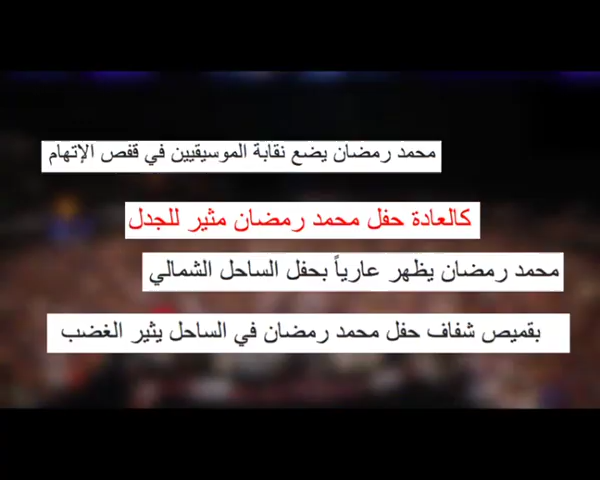 محمد رمضان يضع نقابة الموسيقيين في قفص الإتهام
كالعادة حفل محمد رمضان مثير للجدل
محمد رمضان يظهر عارياً بحفل الساحل الشمالي
بقميص شفاف حفل محمد رمضان في الساحل يثير الغضب